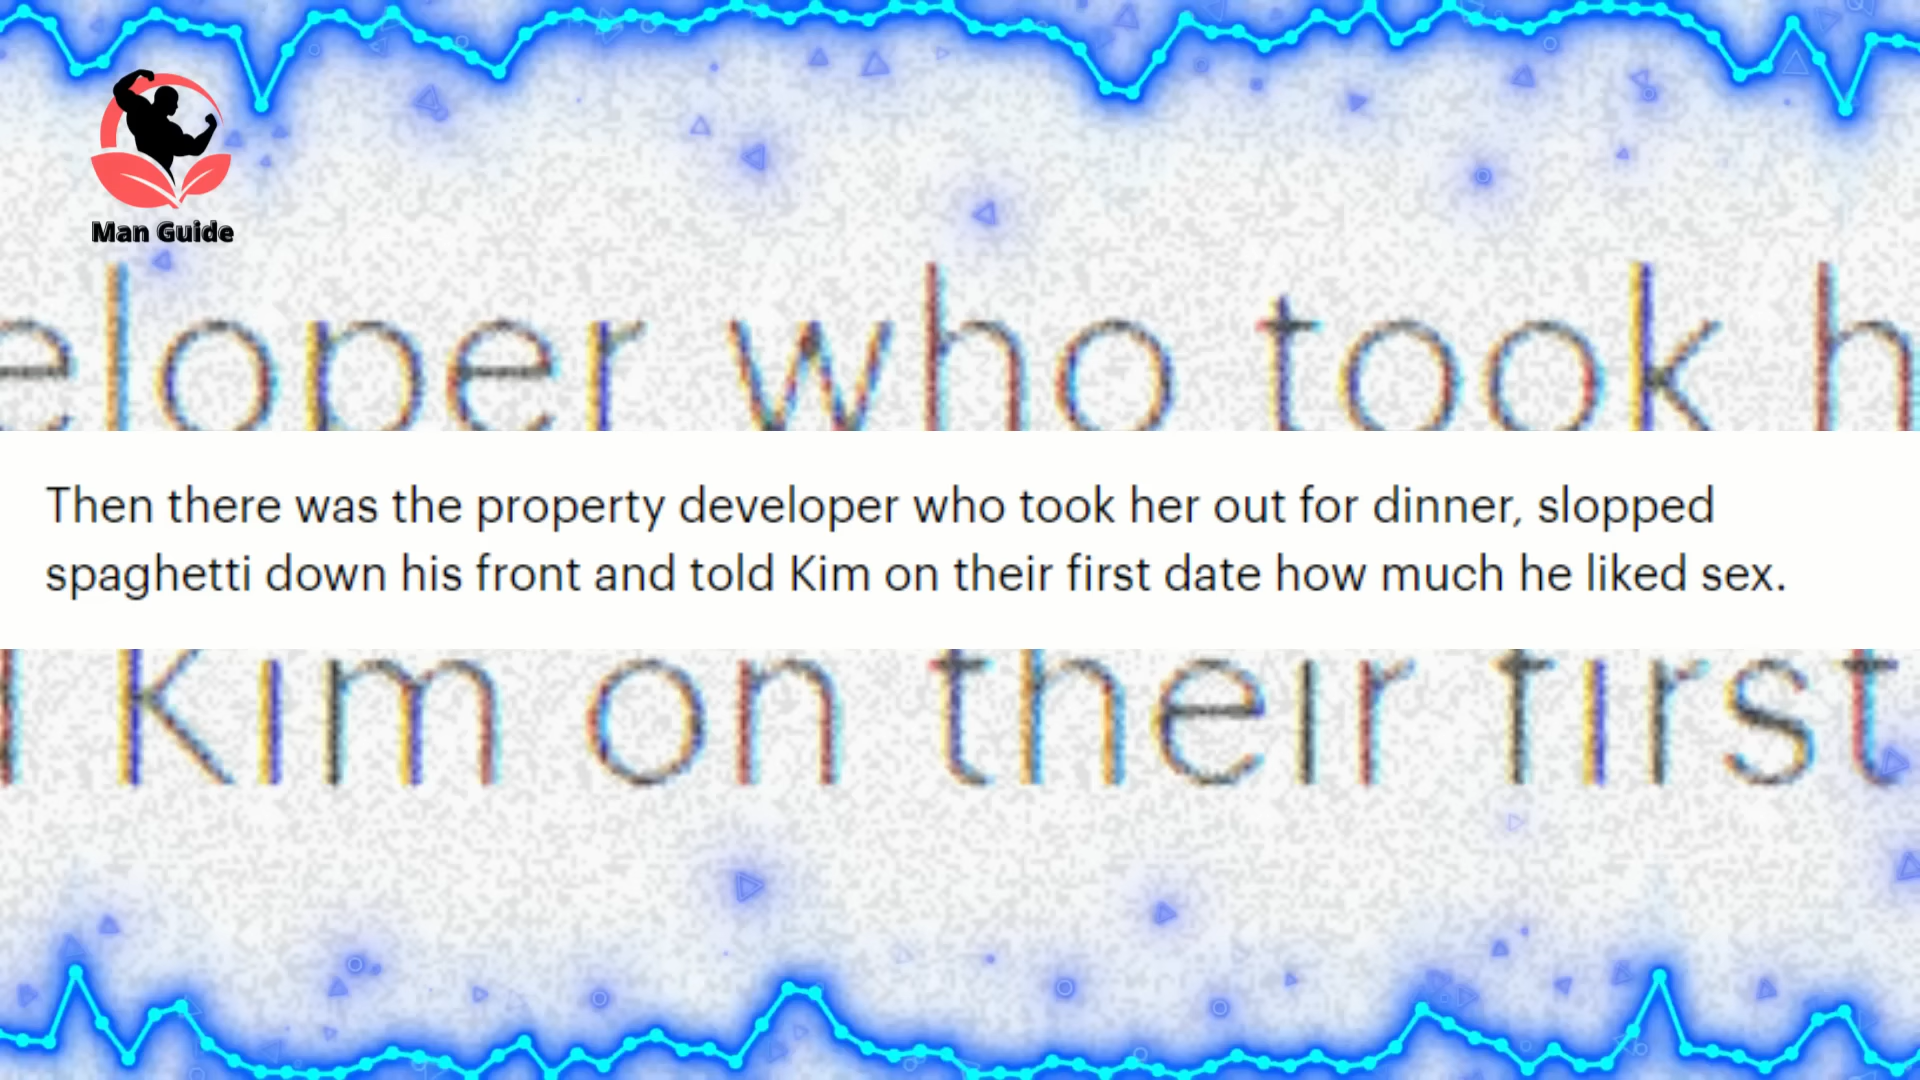 Man Guide
eloper who took h
Then there was the property developer who took her out for dinner, slopped
spaghetti down his front and told Kim on their first date how much he liked sex.
Kim on their first